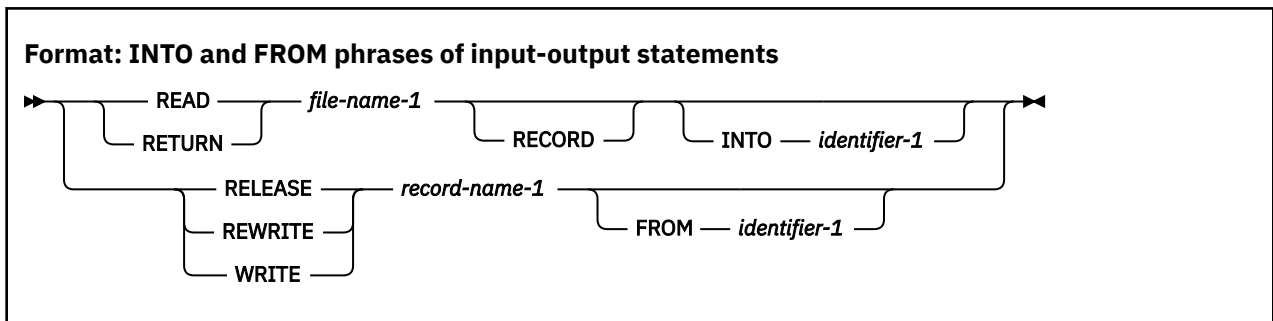 Format: INTO and FROM phrases of input-output statements
READ file-name-1
RETURN RECORD INTO identifier-1
RELEASE record-name-1
REWRITE FROM identifier-1
WRITE